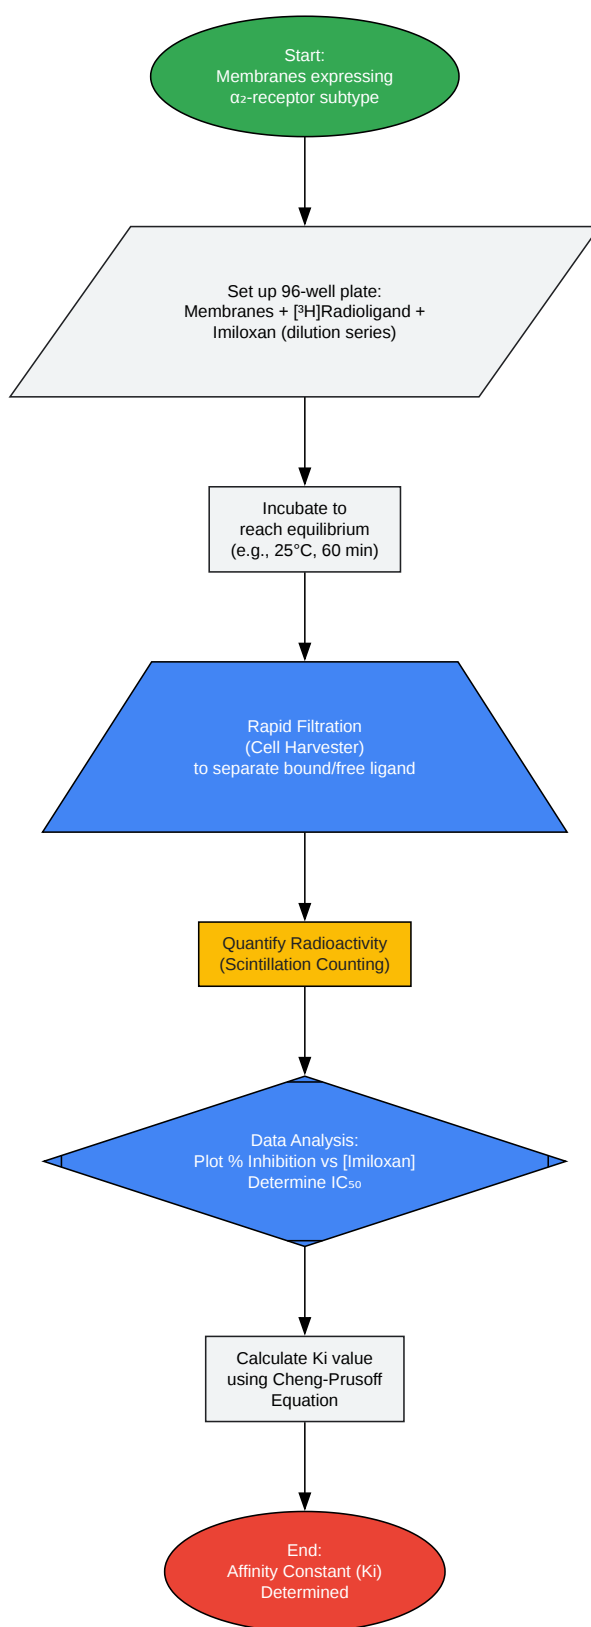 Start:
Membranes expressing
α₂-receptor subtype
Set up 96-well plate:
Membranes + [³H]Radioligand +
Imiloxan (dilution series)
Incubate to
reach equilibrium
(e.g., 25°C, 60 min)
Rapid Filtration
(Cell Harvester)
to separate bound/free ligand
Quantify Radioactivity
(Scintillation Counting)
Data Analysis:
Plot % Inhibition vs [Imiloxan]
Determine IC₅₀
Calculate Ki value
using Cheng-Prusoff
Equation
End:
Affinity Constant (Ki)
Determined